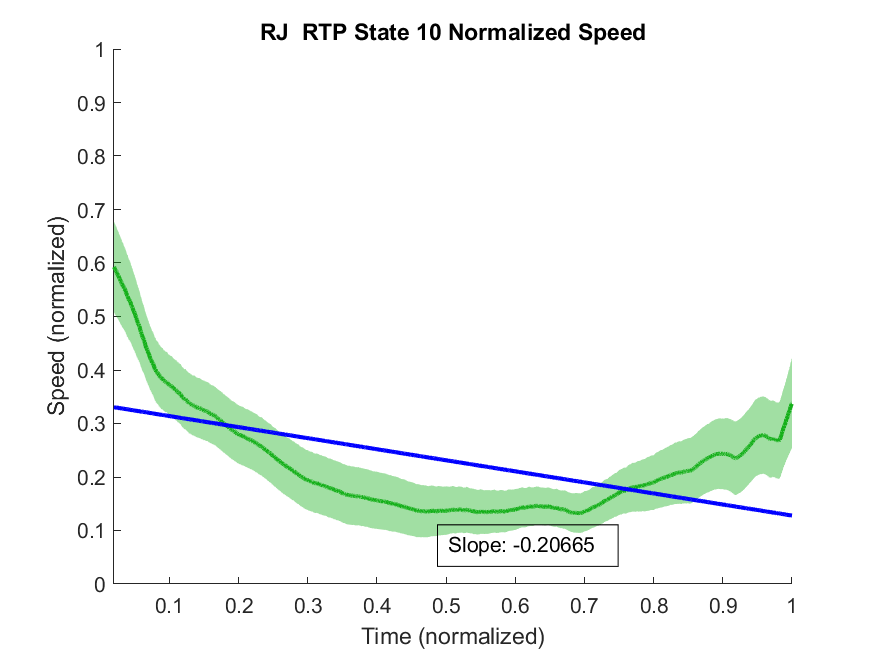 RJ  RTP State 10 Normalized Speed
1
0.9
0.8
0.7
0.6
0.5
0.4
0.3
0.2
0.1
0
Speed (normalized)
Slope: -0.20665
0.1 0.2 0.3 0.4 0.5 0.6 0.7 0.8 0.9 1
Time (normalized)